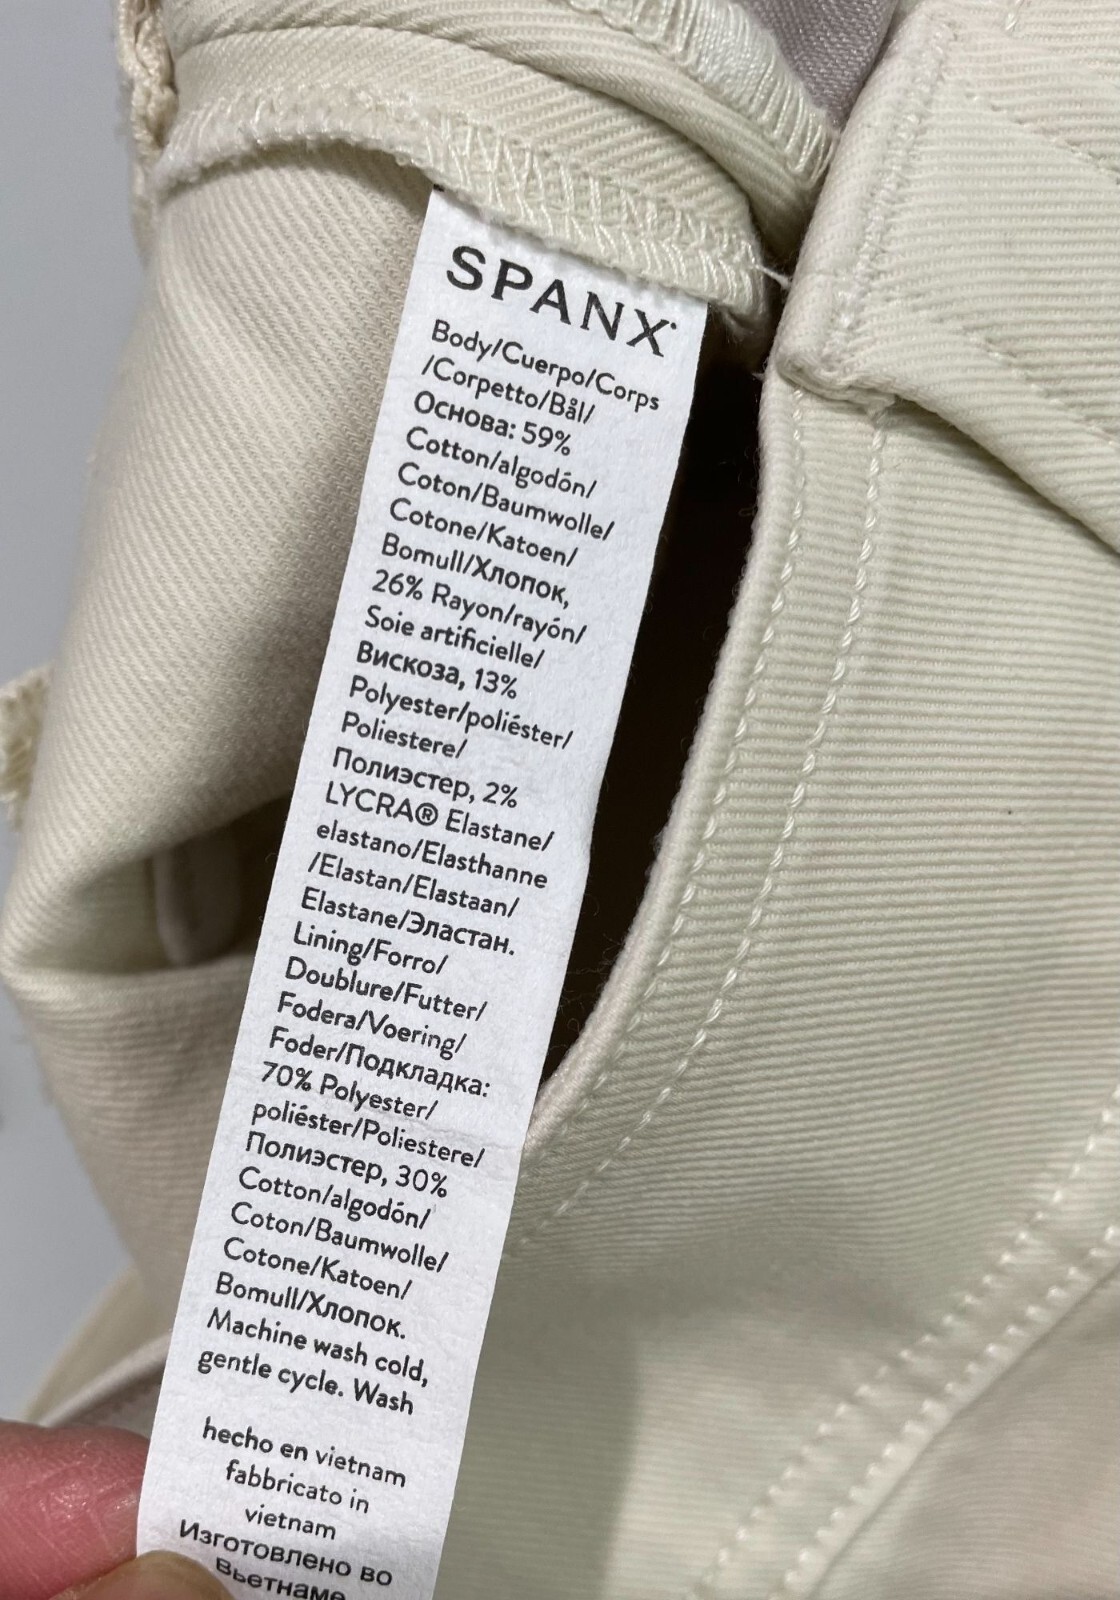 SPANX
Body/Cuerpo/Corps
/Corpetto/Bål/
Основа: 59%
Cotton/algodón/
Coton/Baumwolle/
Cotone/Katoen/
Bomull/Хлопок,
26% Rayon/rayón/
Soie artificielle/
Вискоза, 13%
Polyester/poliéster/
Poliestere/
Полиэстер, 2%
LYCRA® Elastane/
elastano/Elasthanne
/Elastan/Elastaan/
Elastane/Эластан.
Lining/Forro/
Doublure/Futter/
Fodera/Voering/
Foder/Подкладка:
70% Polyester/
poliéster/Poliestere/
Полиэстер, 30%
Cotton/algodón/
Coton/Baumwolle/
Cotone/Katoen/
Bomull/Хлопок.
Machine wash cold,
gentle cycle. Wash
hecho en vietnam
fabbricato in
vietnam
Изготовлено во
Вьетнаме